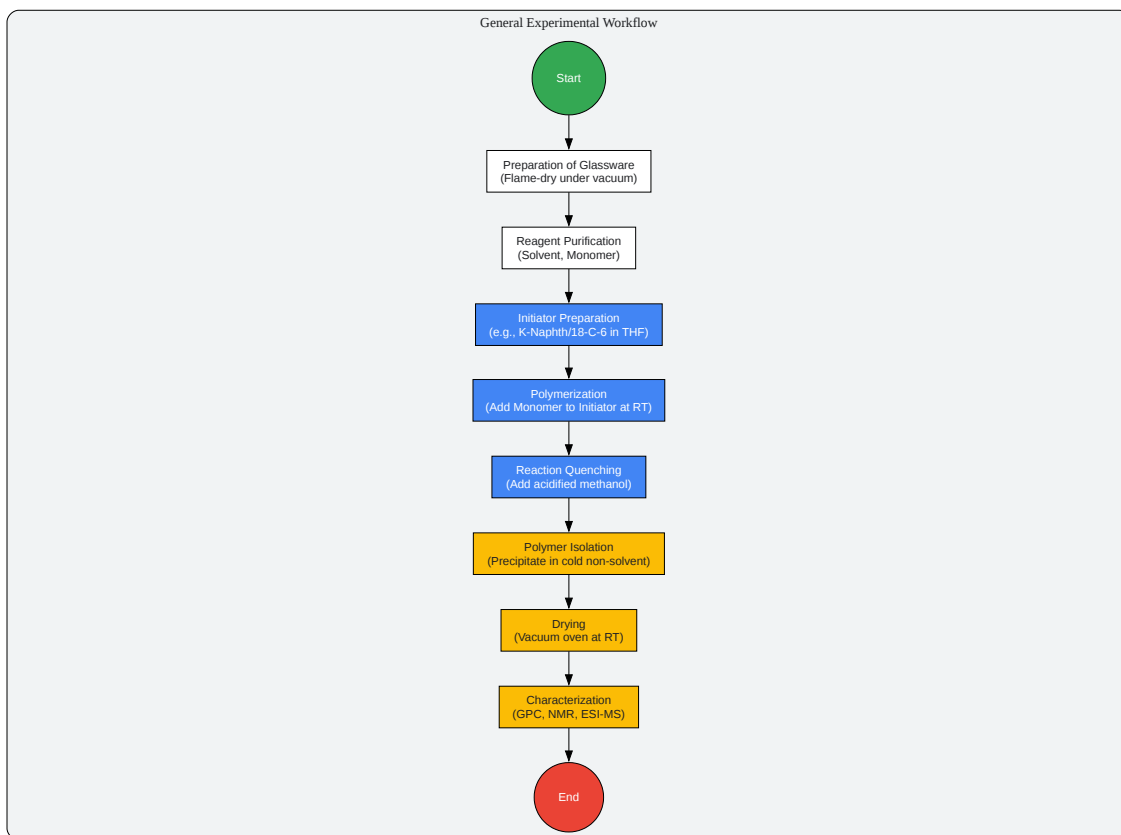 General Experimental Workflow
Start
Preparation of Glassware
(Flame-dry under vacuum)
Reagent Purification
(Solvent, Monomer)
Initiator Preparation
(e.g., K-Naphth/18-C-6 in THF)
Polymerization
(Add Monomer to Initiator at RT)
Reaction Quenching
(Add acidified methanol)
Polymer Isolation
(Precipitate in cold non-solvent)
Drying
(Vacuum oven at RT)
Characterization
(GPC, NMR, ESI-MS)
End